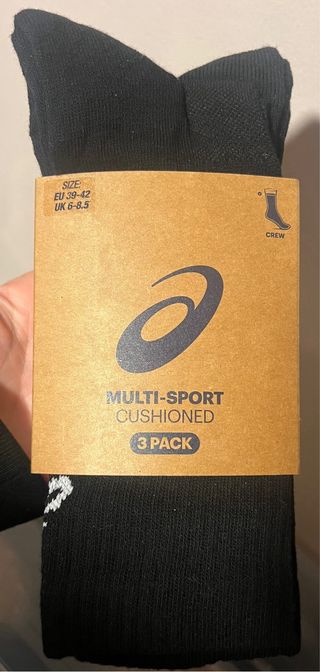 SIZE:
EU 39-42
UK 6-8.5
CREW
MULTI-SPORT
CUSHIONED
3 PACK